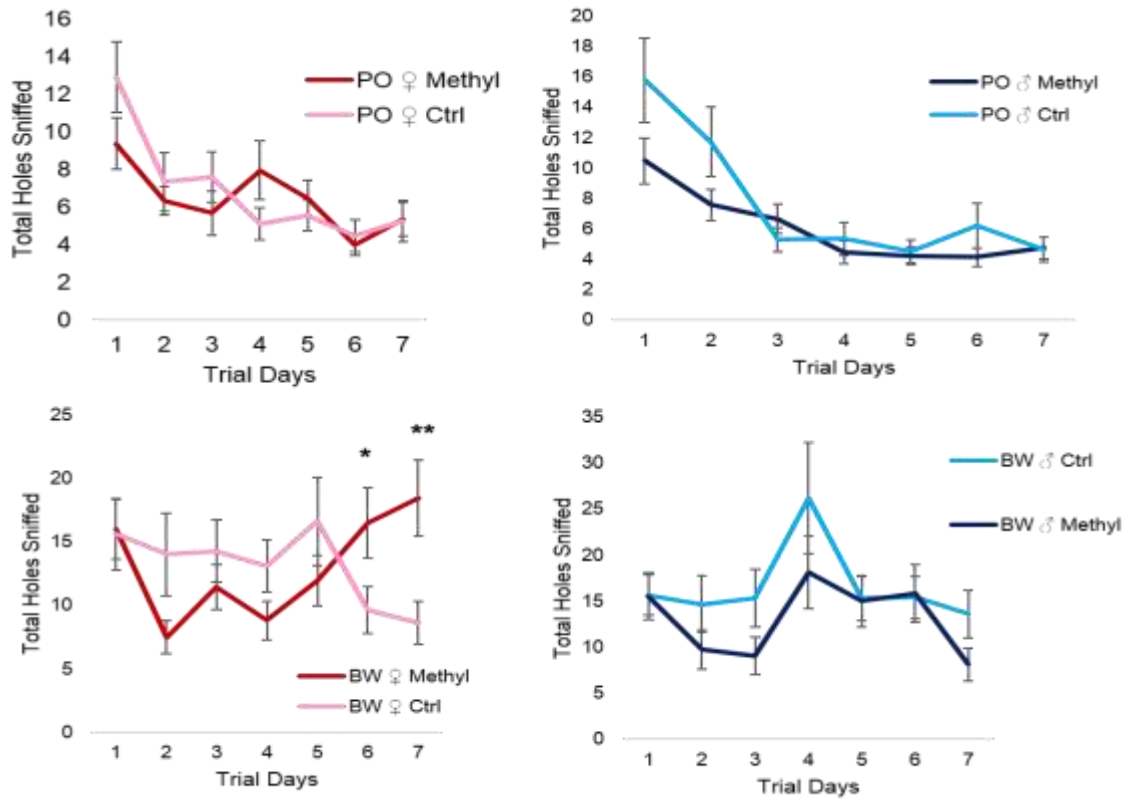 16
14
12
10
8
6
4
2
0
Total Holes Sniffed
PO ♀ Methyl
PO ♀ Ctrl
1 2 3 4 5 6 7
Trial Days
20
18
16
14
12
10
8
6
4
2
0
Total Holes Sniffed
PO ♂ Methyl
PO ♂ Ctrl
1 2 3 4 5 6 7
Trial Days
25
20
15
10
5
0
Total Holes Sniffed
* **
BW ♀ Methyl
BW ♀ Ctrl
1 2 3 4 5 6 7
Trial Days
35
30
25
20
15
10
5
0
Total Holes Sniffed
BW ♂ Ctrl
BW ♂ Methyl
1 2 3 4 5 6 7
Trial Days